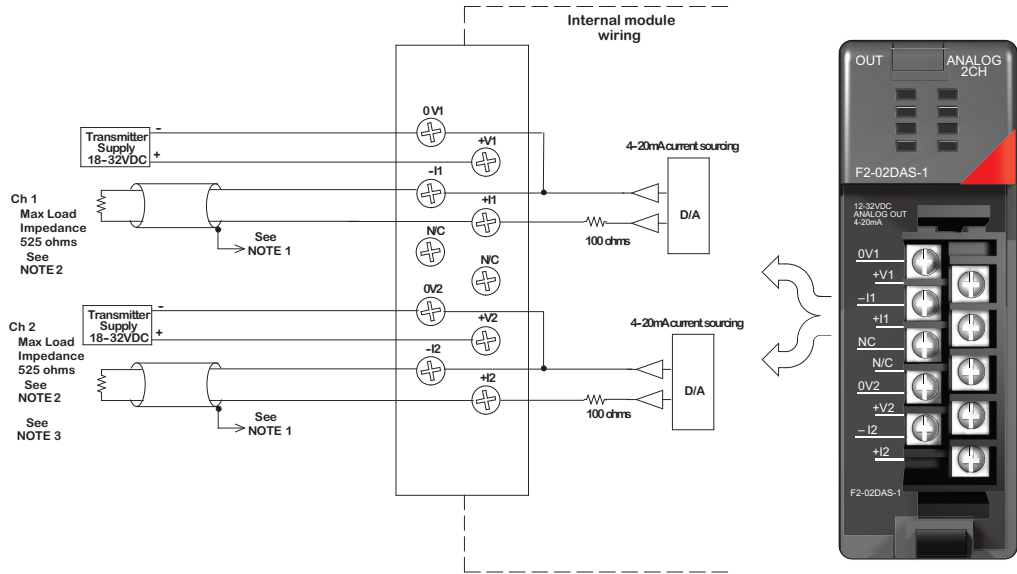 Internal module
wiring
0V1
+V1
Transmitter
Supply
18-32VDC
-
+
-I1
+I1
4-20mA current sourcing
D/A
100 ohms
Ch 1
Max Load
Impedance
525 ohms
See
NOTE 2
See
NOTE 1
N/C
N/C
0V2
+V2
Transmitter
Supply
18-32VDC
-
+
-I2
+I2
4-20mA current sourcing
D/A
100 ohms
Ch 2
Max Load
Impedance
525 ohms
See
NOTE 2
See
NOTE 3
See
NOTE 1
OUT
ANALOG
2CH
F2-02DAS-1
12-32VDC
ANALOG OUT
4-20mA
0V1
+V1
-I1
+I1
NC
N/C
0V2
+V2
- I2
+I2
F2-02DAS-1